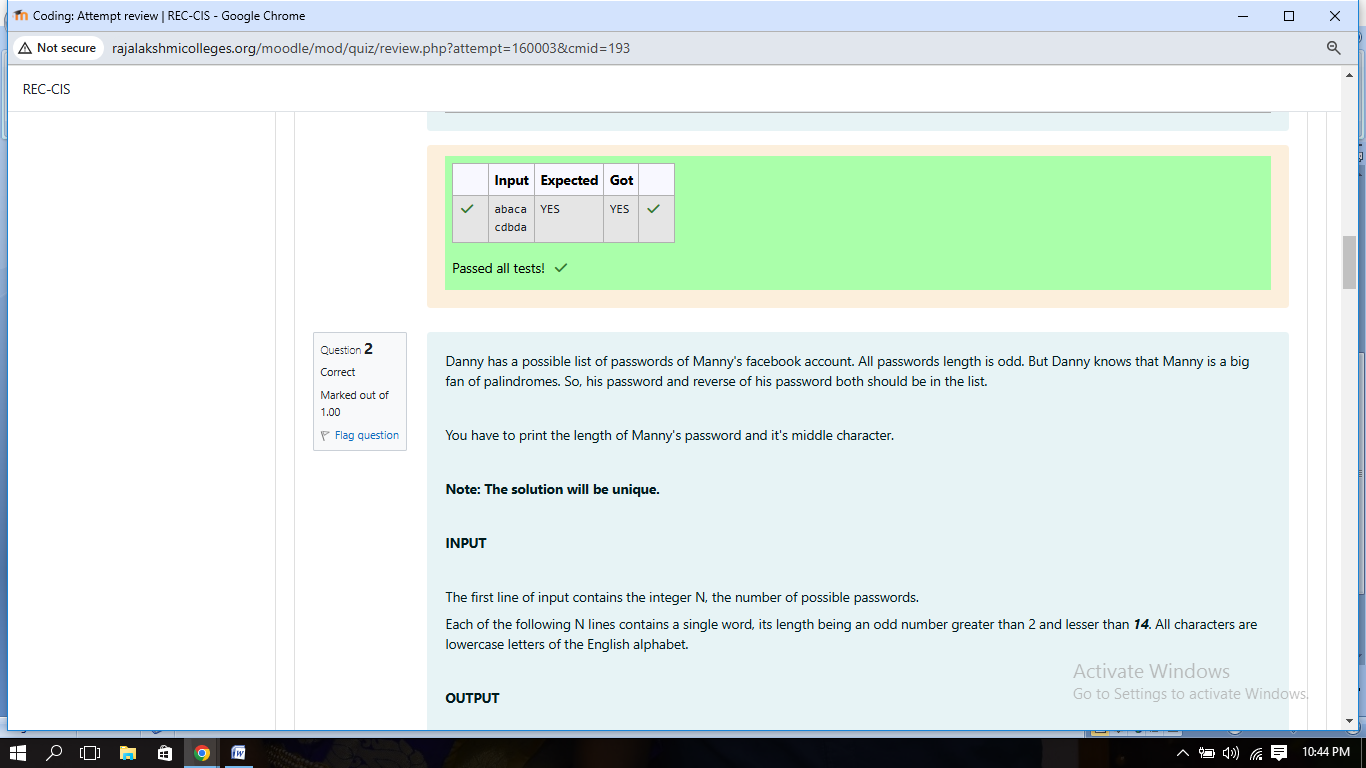 Coding: Attempt review | REC-CIS - Google Chrome
Not secure rajalakshmicolleges.org/moodle/mod/quiz/review.php?attempt=160003&cmid=193
REC-CIS
Input Expected Got
abaca YES YES
cdbda
Passed all tests!
Question 2
Correct
Marked out of
1.00
Flag question
Danny has a possible list of passwords of Manny's facebook account. All passwords length is odd. But Danny knows that Manny is a big
fan of palindromes. So, his password and reverse of his password both should be in the list.
You have to print the length of Manny's password and it's middle character.
Note: The solution will be unique.
INPUT
The first line of input contains the integer N, the number of possible passwords.
Each of the following N lines contains a single word, its length being an odd number greater than 2 and lesser than 14. All characters are
lowercase letters of the English alphabet.
OUTPUT
Activate Windows
Go to Settings to activate Windows.
10:44 PM